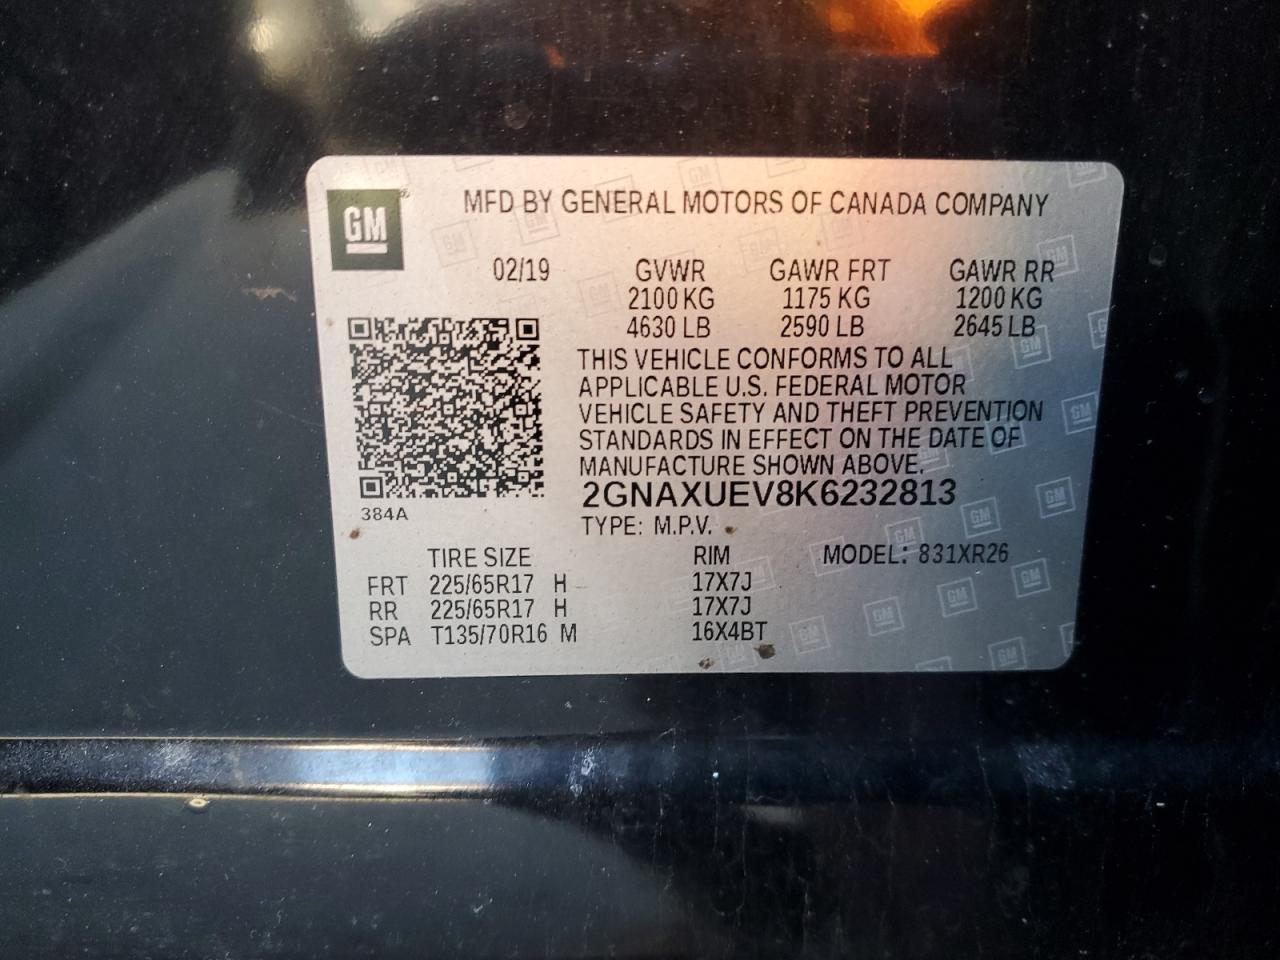 GM
MFD BY GENERAL MOTORS OF CANADA COMPANY
02/19 GVWR GAWR FRT GAWR RR
2100 KG 1175 KG 1200 KG
4630 LB 2590 LB 2645 LB
THIS VEHICLE CONFORMS TO ALL
APPLICABLE U.S. FEDERAL MOTOR
VEHICLE SAFETY AND THEFT PREVENTION
STANDARDS IN EFFECT ON THE DATE OF
MANUFACTURE SHOWN ABOVE.
2GNAXUEV8K6232813
384A
TYPE: M.P.V.
TIRE SIZE RIM MODEL: 831XR26
FRT 225/65R17 H 17X7J
RR 225/65R17 H 17X7J
SPA T135/70R16 M 16X4BT